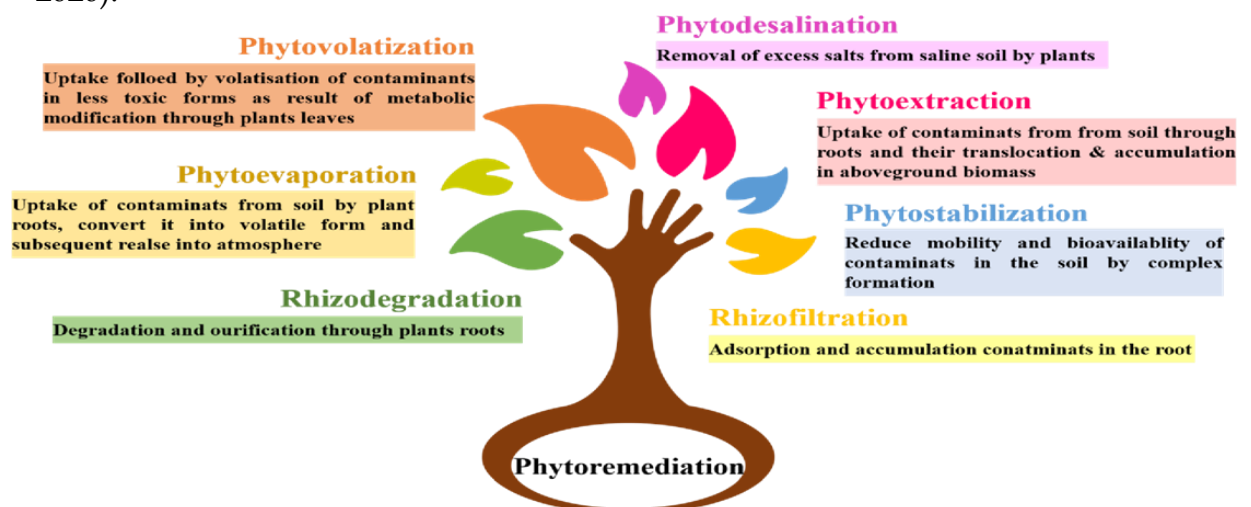 2020).
Phytovolatization
Uptake folloed by volatisation of contaminants
in less toxic forms as result of metabolic
modification through plants leaves
Phytoevaporation
Uptake of contaminats from soil by plant
roots, convert it into volatile form and
subsequent realse into atmosphere
Rhizodegradation
Degradation and ourification through plants roots
Phytodesalination
Removal of excess salts from saline soil by plants
Phytoextraction
Uptake of contaminats from from soil through
roots and their translocation & accumulation
in aboveground biomass
Phytostabilization
Reduce mobility and bioavailablity of
contaminats in the soil by complex
formation
Rhizofiltration
Adsorption and accumulation conatminats in the root
Phytoremediation